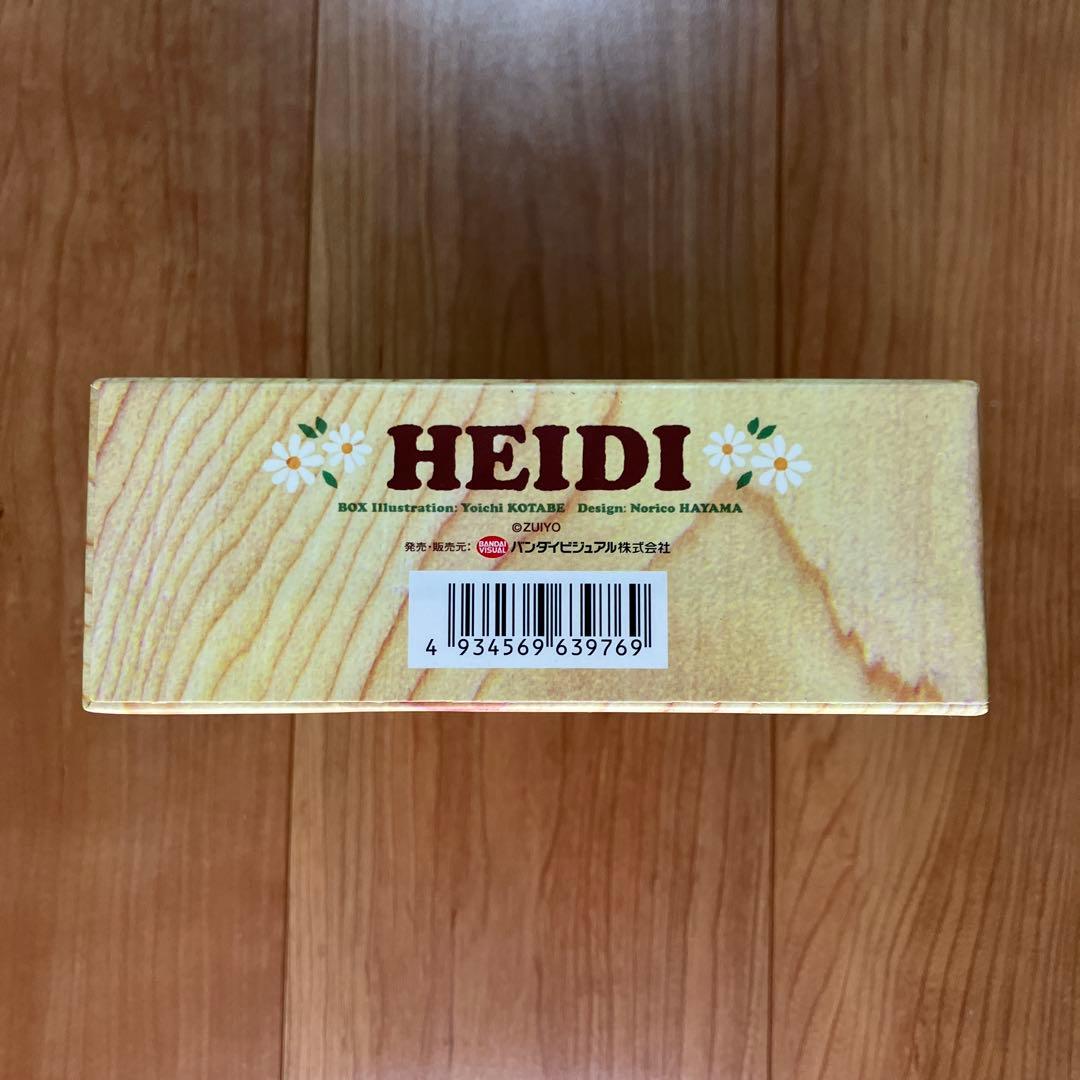 HEIDI
BOX Illustration: Yoichi KOTABE Design: Norico HAYAMA
©ZUIYO
発売・販売元: BANDAI VISUAL バンダイビジュアル株式会社
4 934569 639769